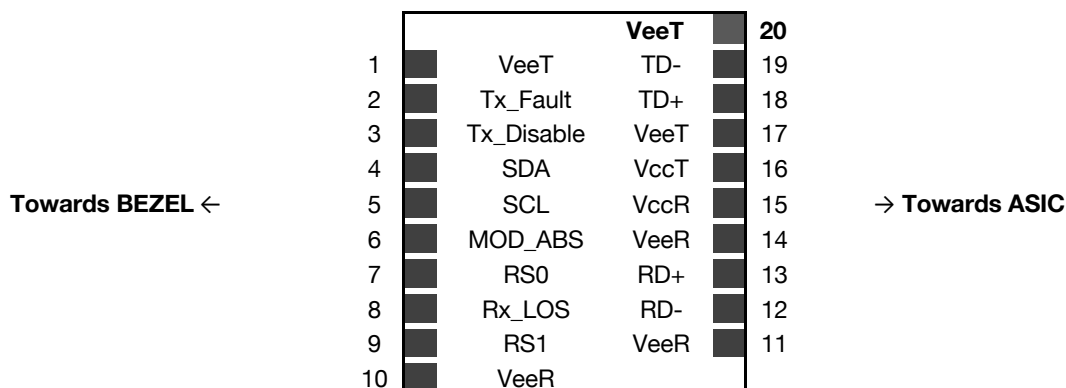 VeeT 20
1 VeeT TD- 19
2 Tx_Fault TD+ 18
3 Tx_Disable VeeT 17
4 SDA VccT 16
Towards BEZEL ← 5 SCL VccR 15 → Towards ASIC
6 MOD_ABS VeeR 14
7 RS0 RD+ 13
8 Rx_LOS RD- 12
9 RS1 VeeR 11
10 VeeR